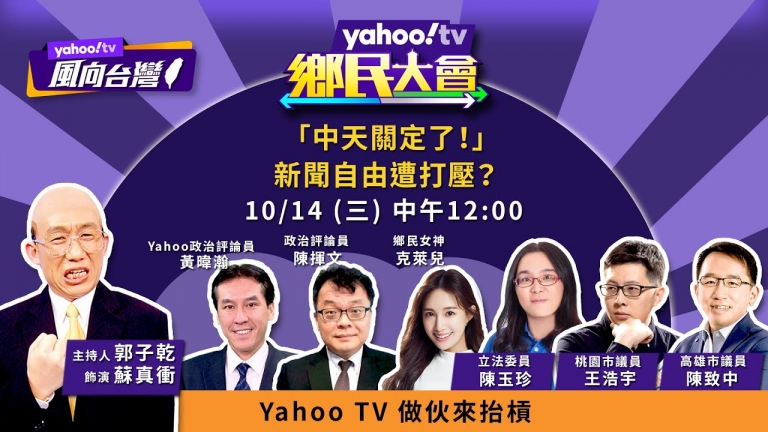 yahoo!tv
風向台灣
yahoo!tv
鄉民大會
「中天關定了!」
新聞自由遭打壓?
10/14 (三) 中午12:00
Yahoo政治評論員
黃暐瀚
政治評論員
陳揮文
鄉民女神
克萊兒
主持人 郭子乾
飾演 蘇真衝
立法委員
陳玉珍
桃園市議員
王浩宇
高雄市議員
陳致中
Yahoo TV 做伙來抬槓